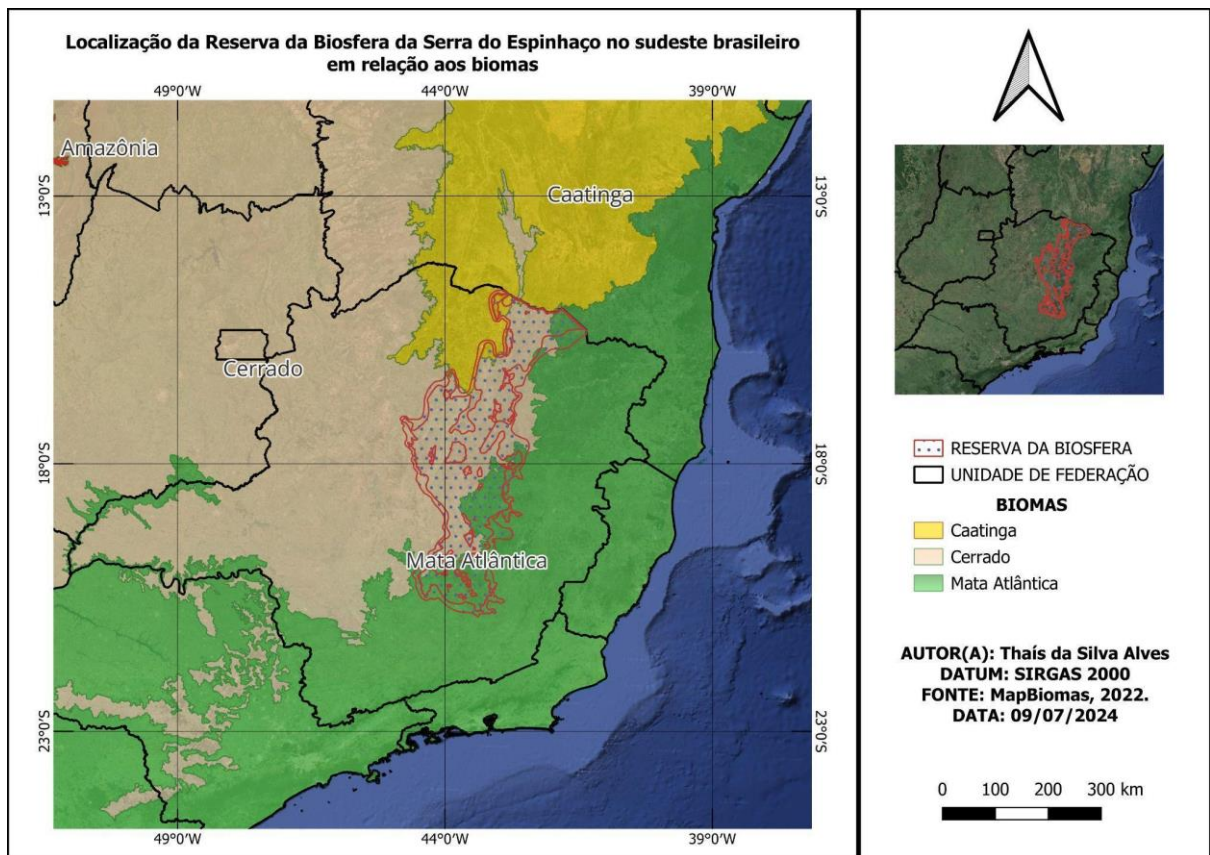 Localização da Reserva da Biosfera da Serra do Espinhaço no sudeste brasileiro
em relação aos biomas
49°0'W
44°0'W
39°0'W
Amazônia
13°0'S
13°0'S
Caatinga
Cerrado
18°0'S
18°0'S
Mata Atlântica
23°0'S
23°0'S
49°0'W
44°0'W
39°0'W
RESERVA DA BIOSFERA
UNIDADE DE FEDERAÇÃO
BIOMAS
Caatinga
Cerrado
Mata Atlântica
AUTOR(A): Thaís da Silva Alves
DATUM: SIRGAS 2000
FONTE: MapBiomas, 2022.
DATA: 09/07/2024
0 100 200 300 km